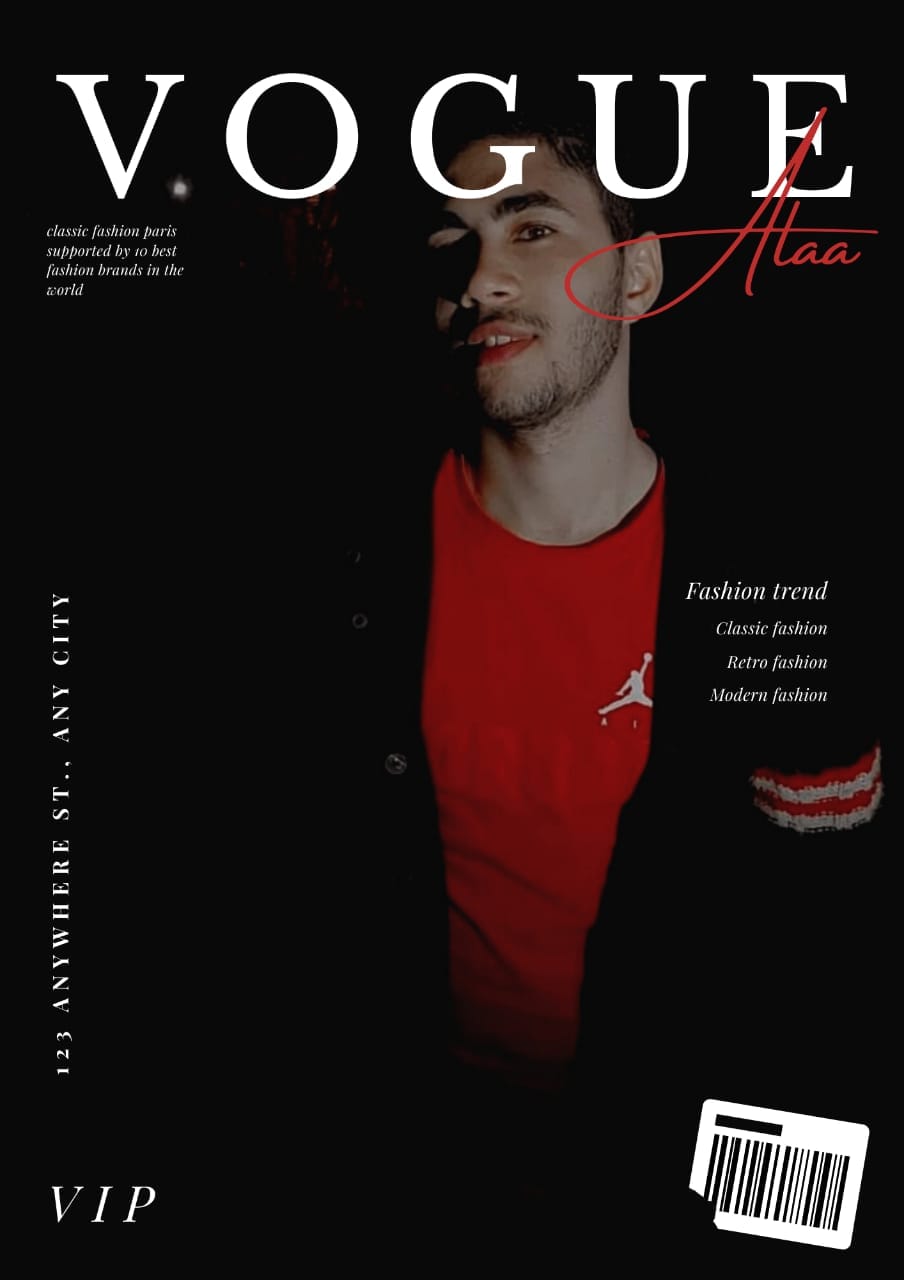 VOGUE
Alaa
classic fashion paris
supported by 10 best
fashion brands in the
world
Fashion trend
Classic fashion
Retro fashion
Modern fashion
123 ANYWHERE ST., ANY CITY
VIP